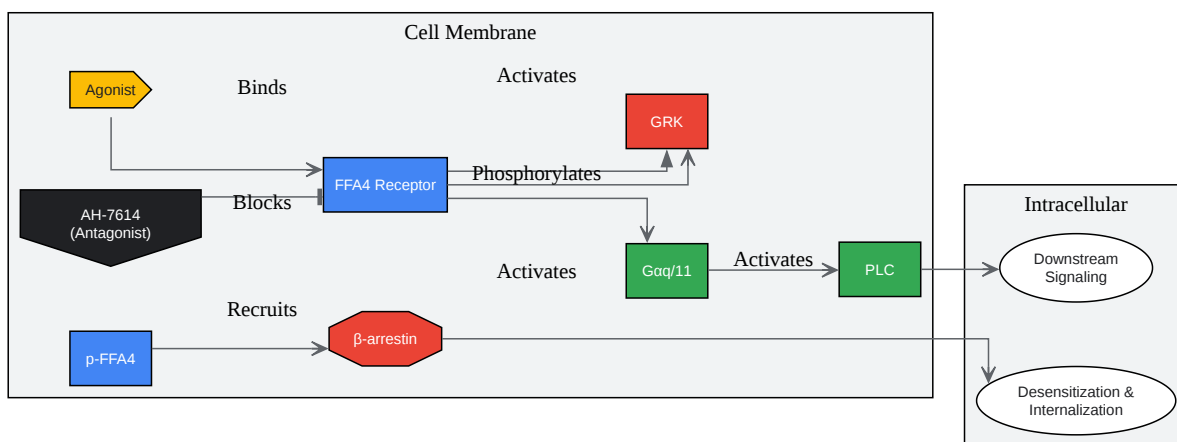 Cell Membrane
Activates
Agonist
Binds
GRK
Phosphorylates
FFA4 Receptor
Blocks
AH-7614
(Antagonist)
Intracellular
Activates
Gαq/11
Activates
PLC
Downstream
Signaling
Recruits
β-arrestin
p-FFA4
Desensitization &
Internalization